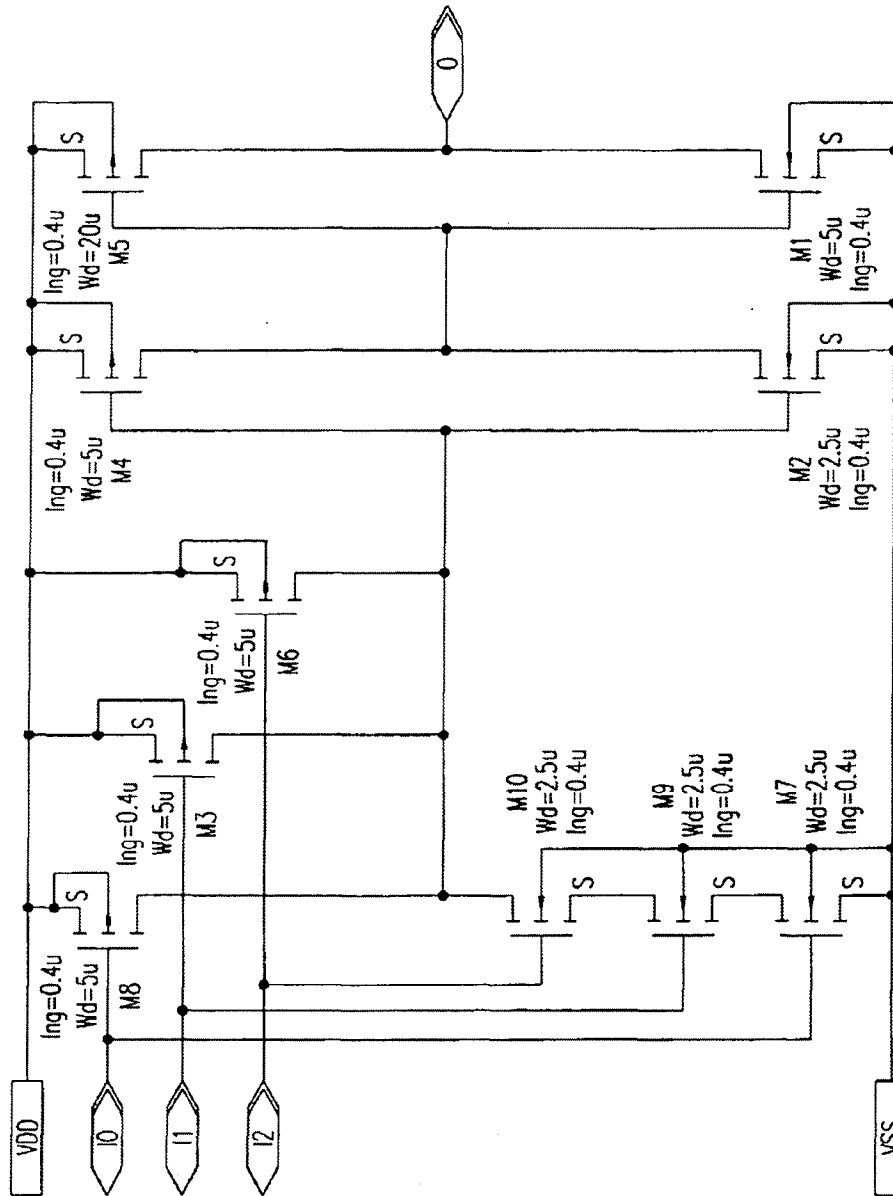 VDD
lng=0.4u
Wd=5u
M8
S
lng=0.4u
Wd=5u
M4
S
lng=0.4u
Wd=20u
M5
S
I0
lng=0.4u
Wd=5u
M3
S
I1
lng=0.4u
Wd=5u
M6
S
I2
O
M10
Wd=2.5u
lng=0.4u
S
M9
Wd=2.5u
lng=0.4u
S
M7
Wd=2.5u
lng=0.4u
S
M2
Wd=2.5u
lng=0.4u
S
M1
Wd=5u
lng=0.4u
S
VSS